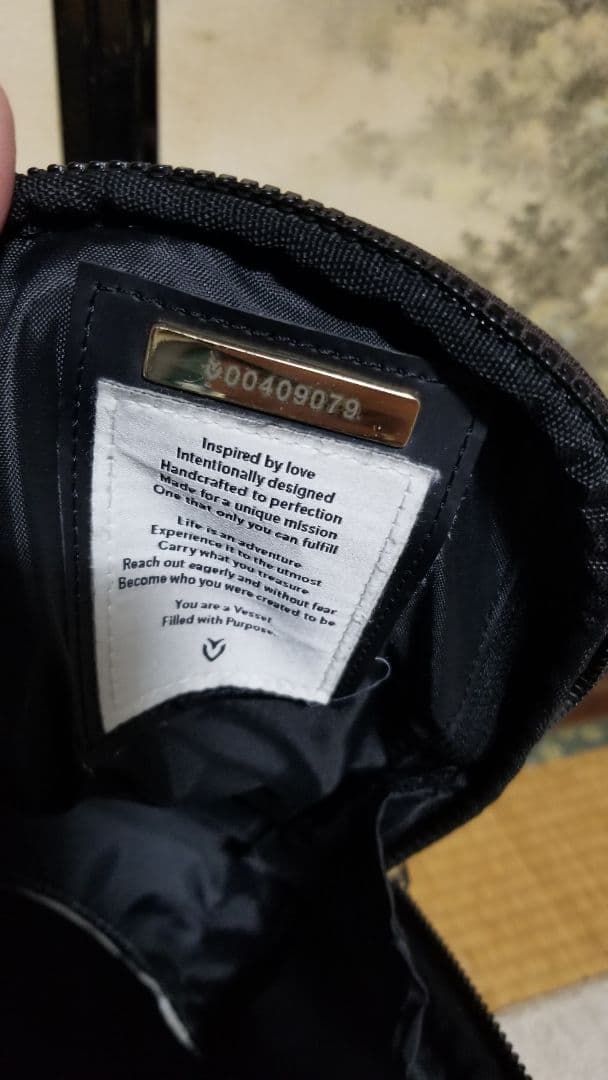 00409079
Inspired by love
Intentionally designed
Handcrafted to perfection
Made for a unique mission
One that only you can fulfill
Life is an adventure
Experience it to the utmost
Carry what you treasure
Reach out eagerly and without fear
Become who you were created to be
You are a Vessel
Filled with Purpose.